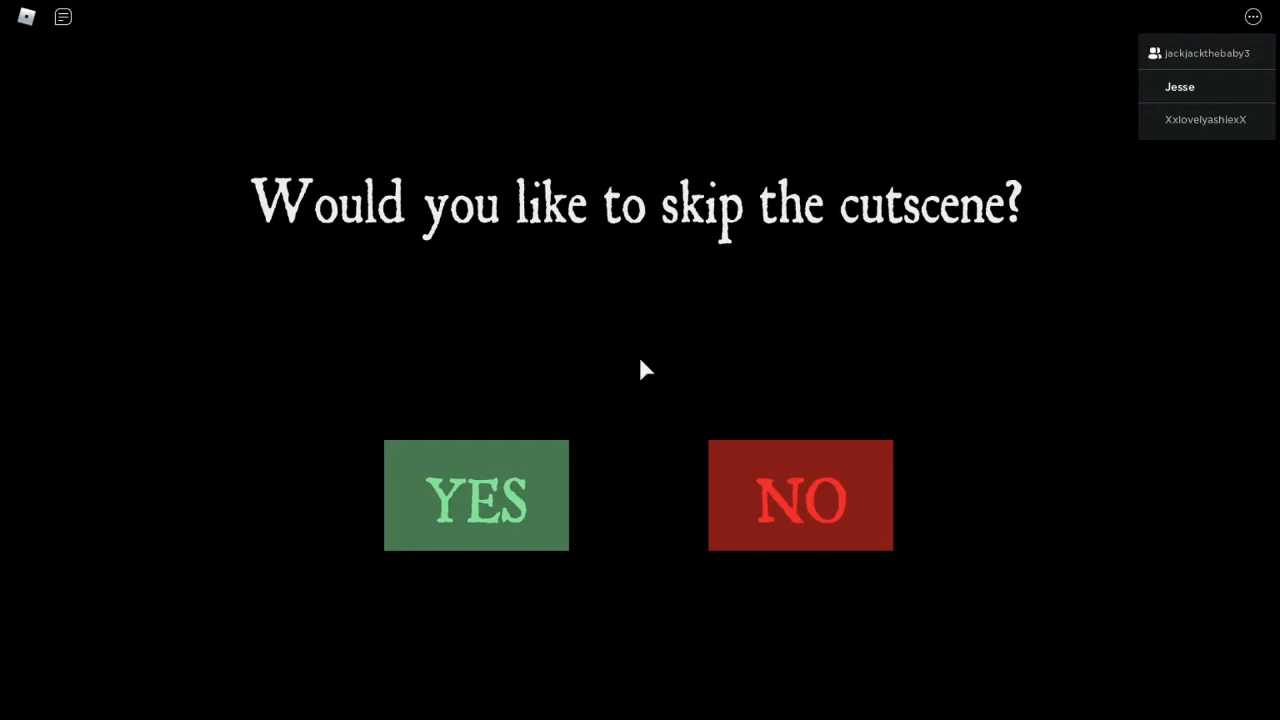 jackjackthebaby3
Jesse
XxlovelyashiexX
Would you like to skip the cutscene?
YES
NO